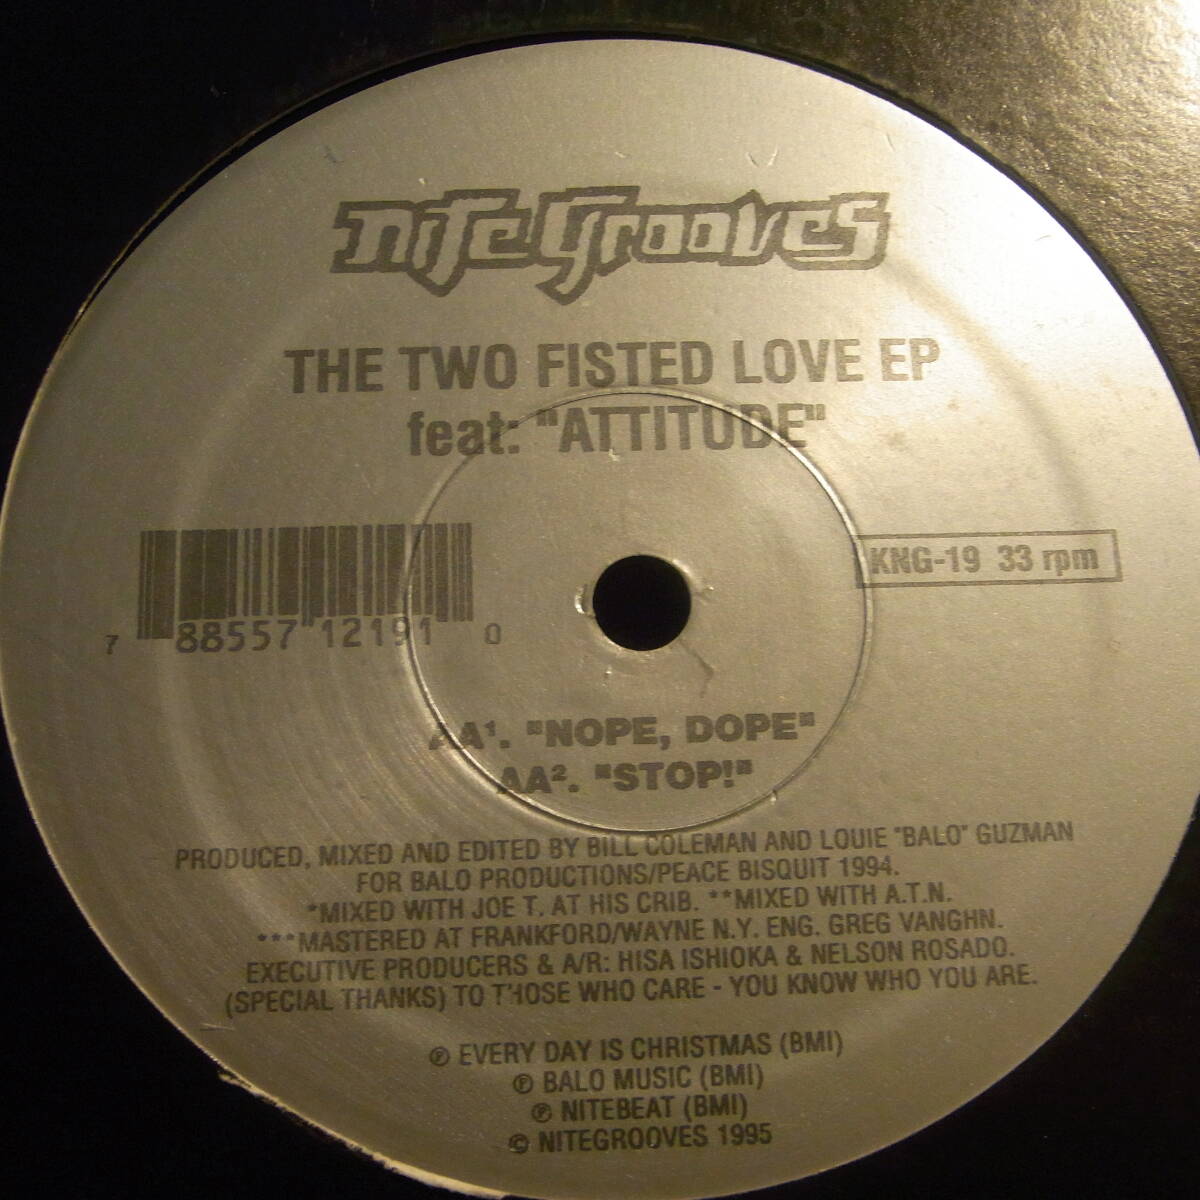 nite grooves
THE TWO FISTED LOVE EP
feat: "ATTITUDE"
7 88557 12191 0
KNG-19 33 rpm
AA¹. "NOPE, DOPE"
AA². "STOP!"
PRODUCED, MIXED AND EDITED BY BILL COLEMAN AND LOUIE "BALO" GUZMAN
FOR BALO PRODUCTIONS/PEACE BISQUIT 1994.
*MIXED WITH JOE T. AT HIS CRIB. **MIXED WITH A.T.N.
***MASTERED AT FRANKFORD/WAYNE N.Y. ENG. GREG VANGHN.
EXECUTIVE PRODUCERS & A/R: HISA ISHIOKA & NELSON ROSADO.
(SPECIAL THANKS) TO THOSE WHO CARE - YOU KNOW WHO YOU ARE.
℗ EVERY DAY IS CHRISTMAS (BMI)
℗ BALO MUSIC (BMI)
℗ NITEBEAT (BMI)
© NITEGROOVES 1995